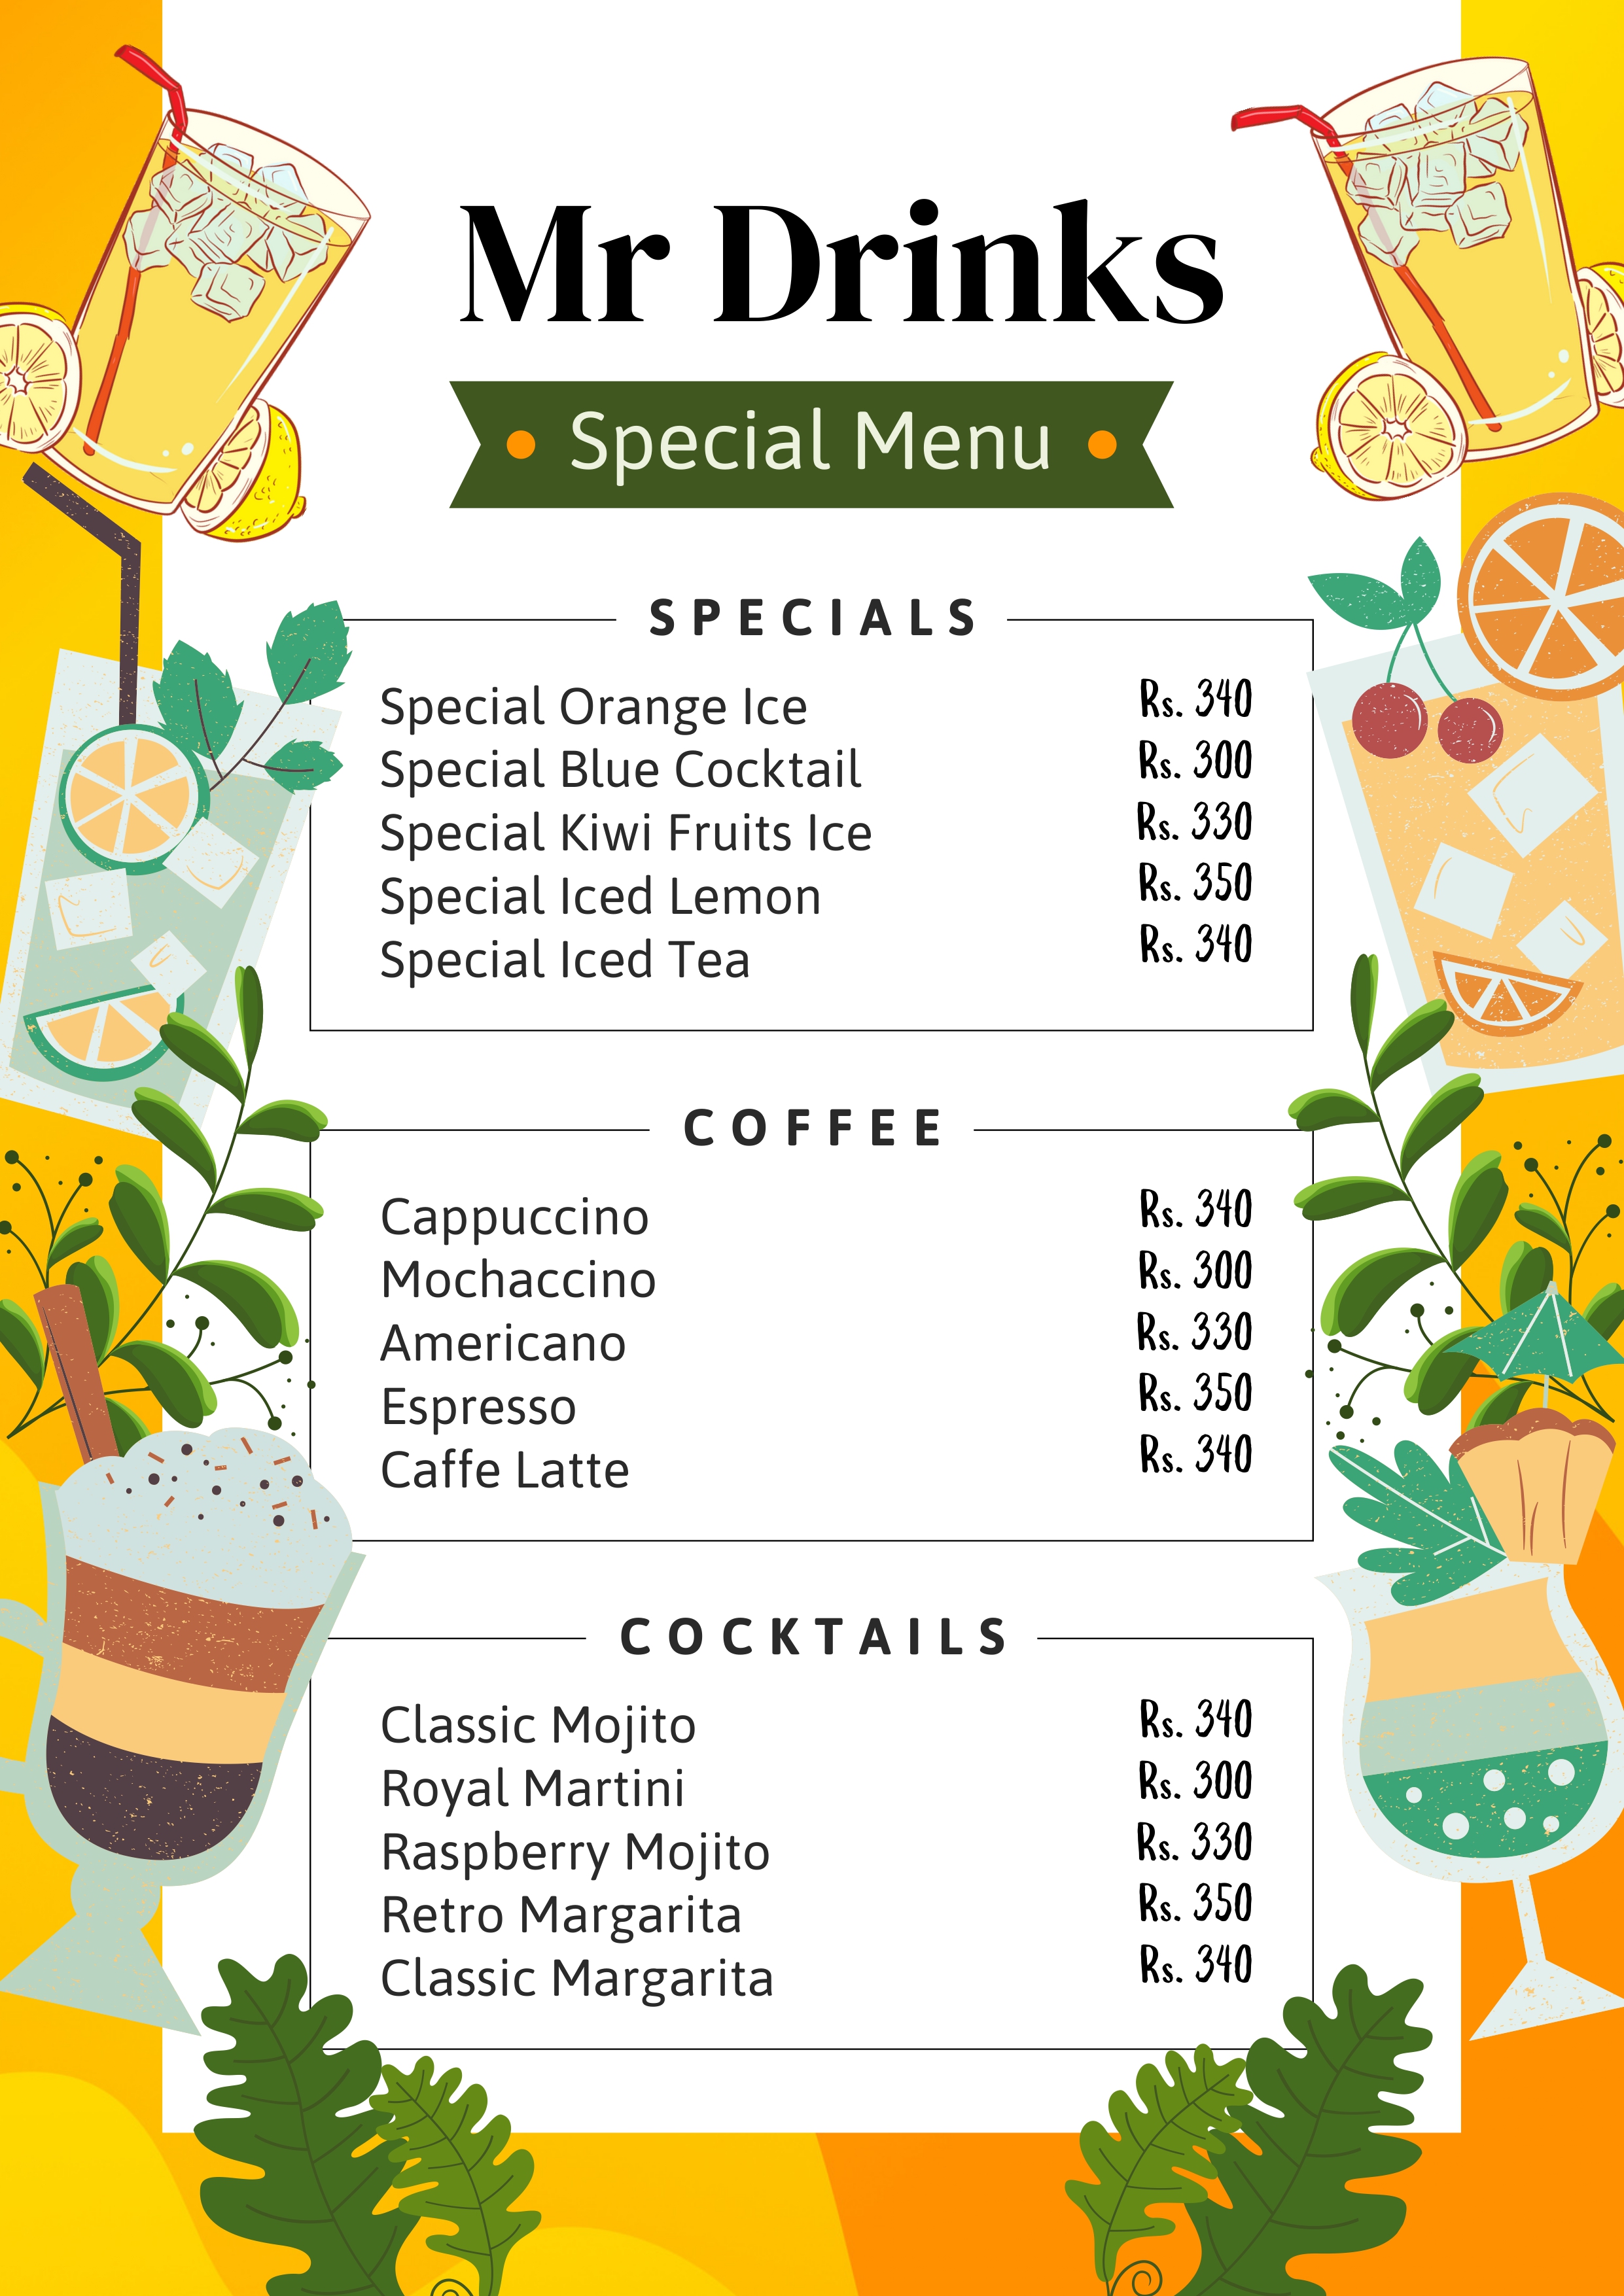 Mr Drinks
Special Menu
SPECIALS
Special Orange Ice Rs. 340
Special Blue Cocktail Rs. 300
Special Kiwi Fruits Ice Rs. 330
Special Iced Lemon Rs. 350
Special Iced Tea Rs. 340
COFFEE
Cappuccino Rs. 340
Mochaccino Rs. 300
Americano Rs. 330
Espresso Rs. 350
Caffe Latte Rs. 340
COCKTAILS
Classic Mojito Rs. 340
Royal Martini Rs. 300
Raspberry Mojito Rs. 330
Retro Margarita Rs. 350
Classic Margarita Rs. 340